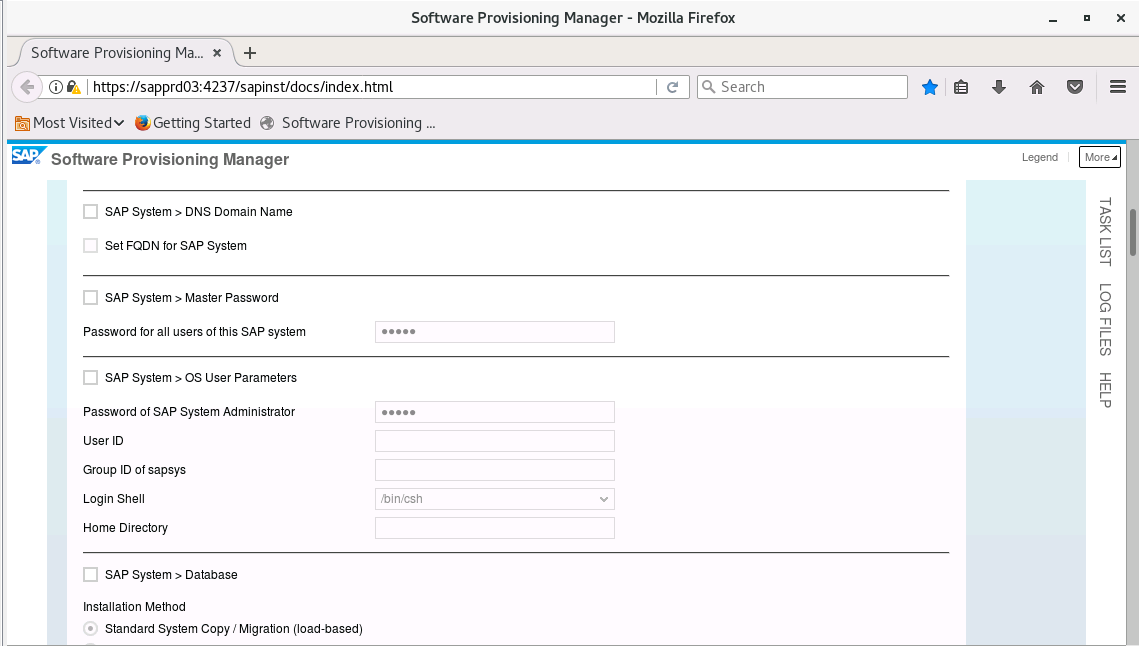 Software Provisioning Manager - Mozilla Firefox
Software Provisioning Ma...
https://sapprd03:4237/sapinst/docs/index.html
Search
Most Visited
Getting Started
Software Provisioning ...
SAP
Software Provisioning Manager
Legend
More
SAP System > DNS Domain Name
Set FQDN for SAP System
SAP System > Master Password
Password for all users of this SAP system
●●●●●
SAP System > OS User Parameters
Password of SAP System Administrator
●●●●●
User ID
Group ID of sapsys
Login Shell
/bin/csh
Home Directory
SAP System > Database
Installation Method
Standard System Copy / Migration (load-based)
TASK LIST
LOG FILES
HELP